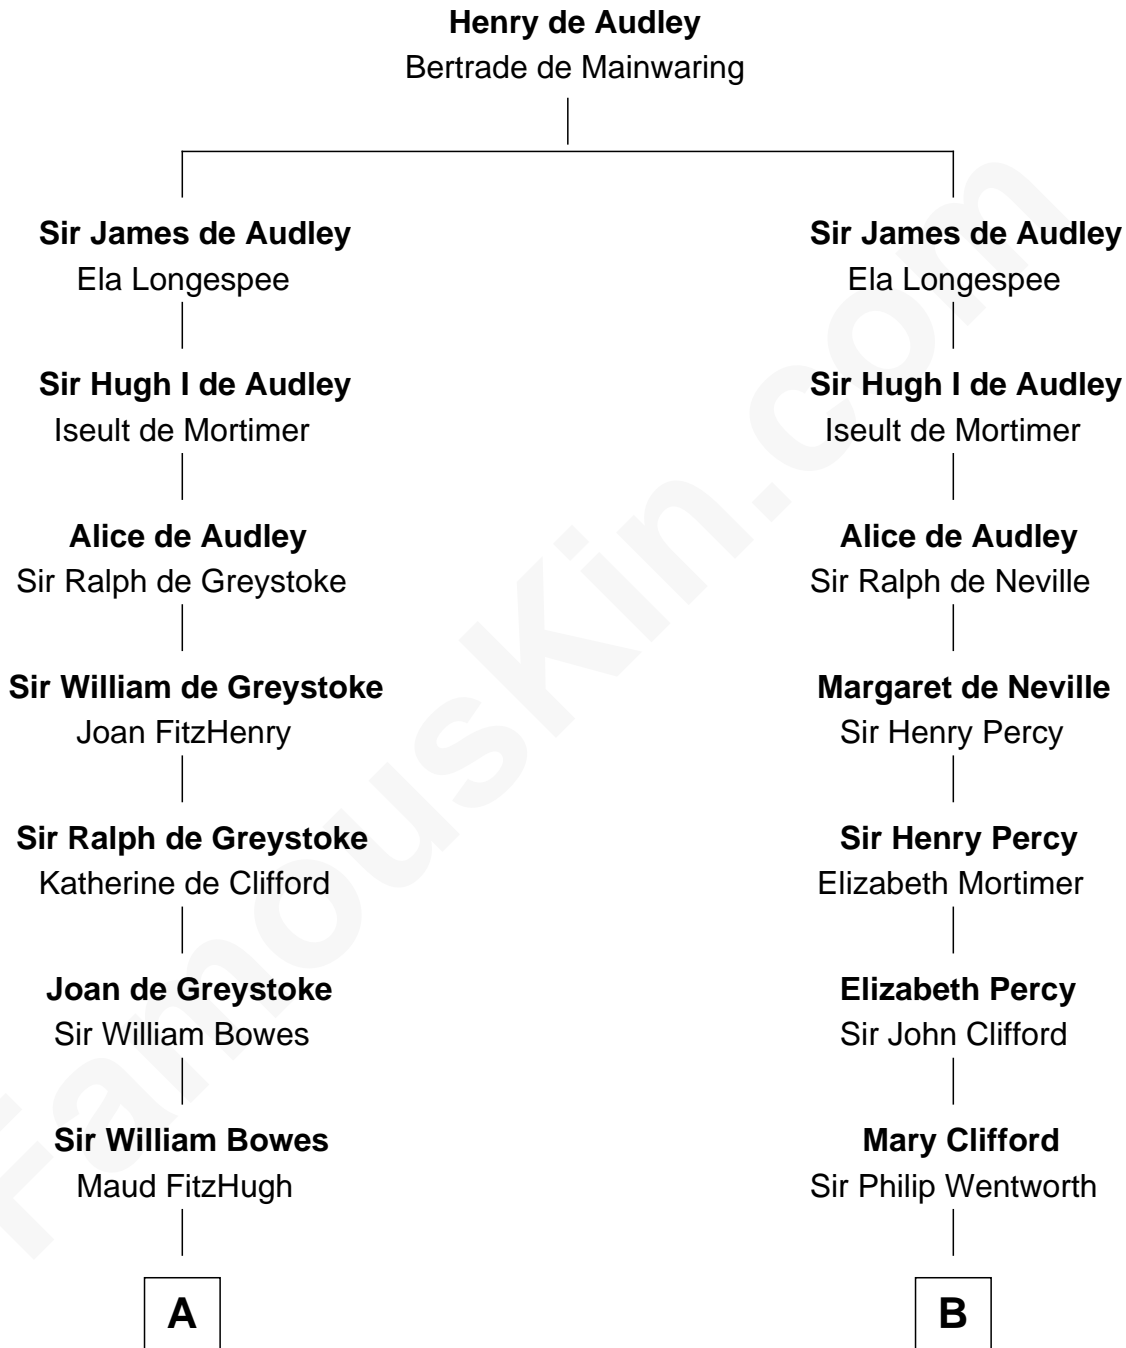 Henry de Audley
Bertrade de Mainwaring
Sir James de Audley
Ela Longespee
Sir Hugh I de Audley
Iseult de Mortimer
Alice de Audley
Sir Ralph de Greystoke
Sir William de Greystoke
Joan FitzHenry
Sir Ralph de Greystoke
Katherine de Clifford
Joan de Greystoke
Sir William Bowes
Sir William Bowes
Maud FitzHugh
A
Sir James de Audley
Ela Longespee
Sir Hugh I de Audley
Iseult de Mortimer
Alice de Audley
Sir Ralph de Neville
Margaret de Neville
Sir Henry Percy
Sir Henry Percy
Elizabeth Mortimer
Elizabeth Percy
Sir John Clifford
Mary Clifford
Sir Philip Wentworth
B
FamousKin.com